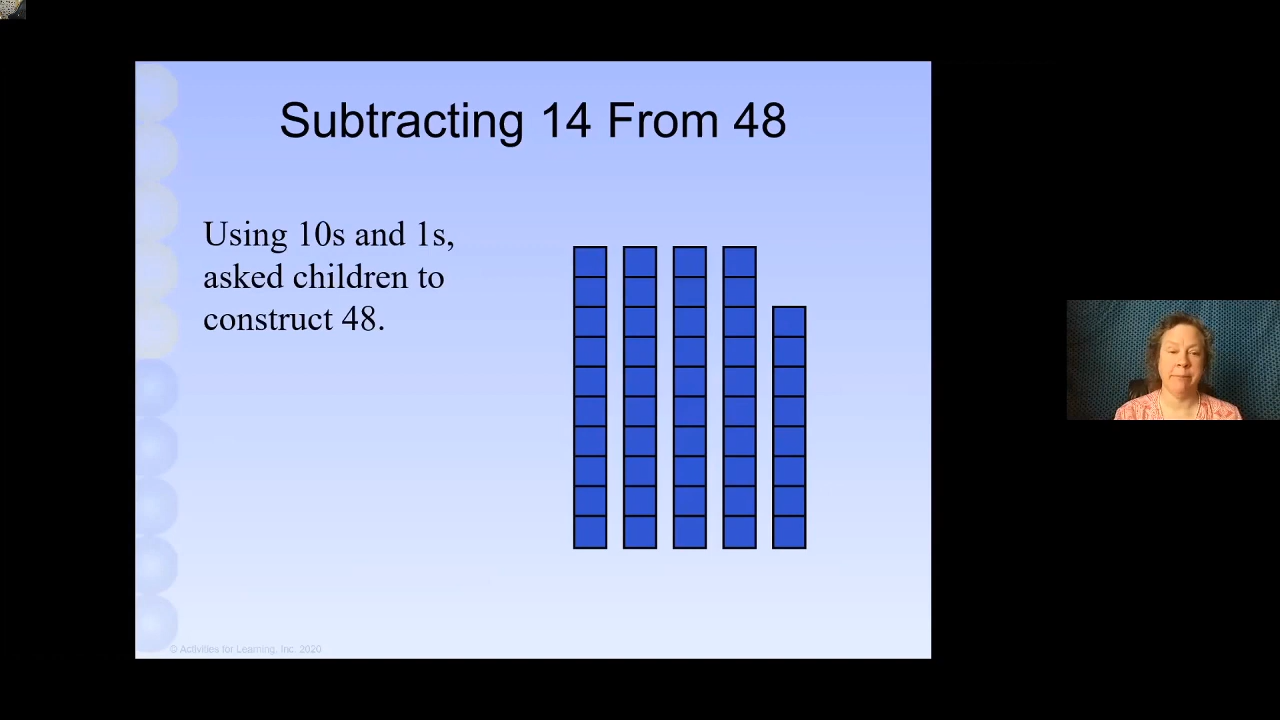 Subtracting 14 From 48
Using 10s and 1s,
asked children to
construct 48.
© Activities for Learning, Inc. 2020